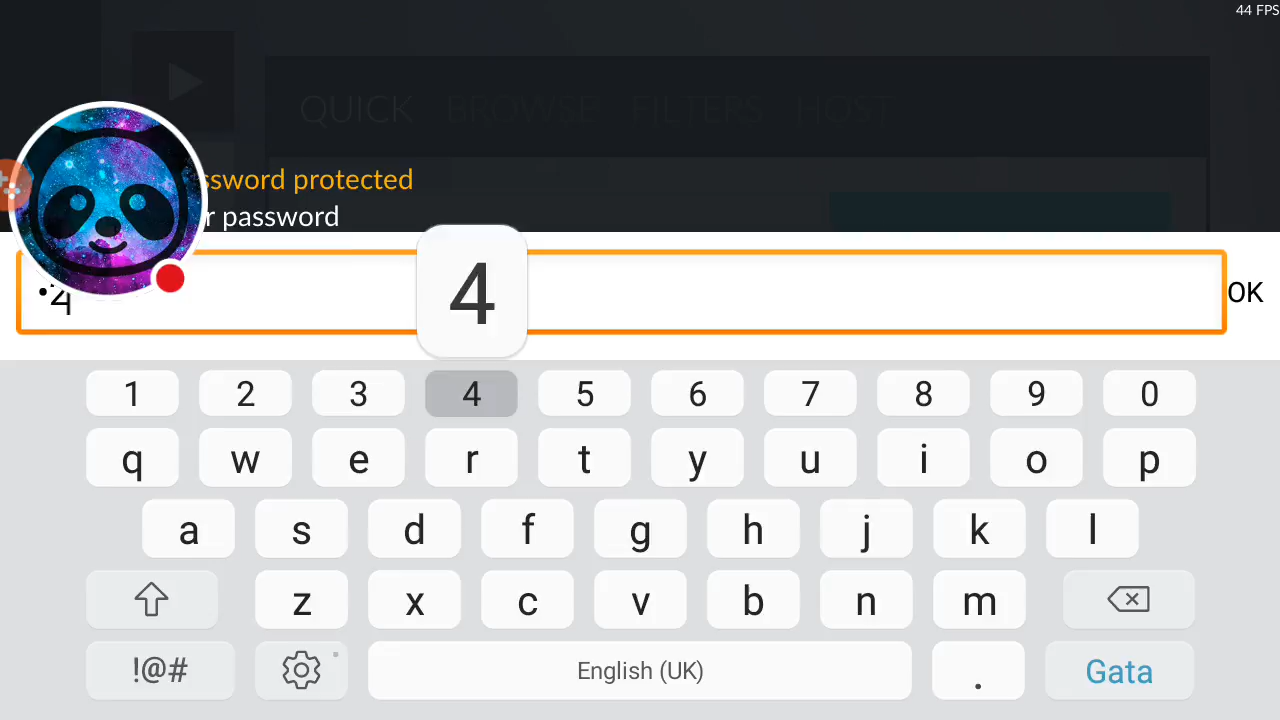 44 FPS
QUICK BROWSE FILTERS
ssword protected
r password
•4
4
OK
1 2 3 4 5 6 7 8 9 0
q w e r t y u i o p
a s d f g h j k l
z x c v b n m
!@# English (UK) . Gata